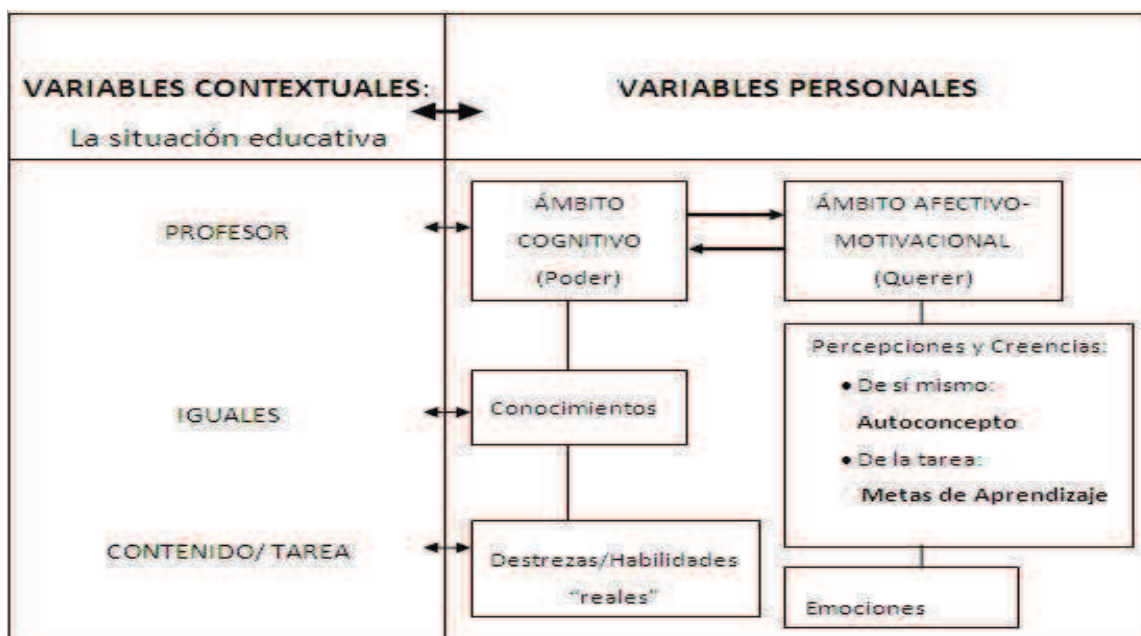 VARIABLES CONTEXTUALES:
La situación educativa
VARIABLES PERSONALES
PROFESOR
IGUALES
CONTENIDO/ TAREA
ÁMBITO
COGNITIVO
(Poder)
Conocimientos
Destrezas/Habilidades
“reales”
ÁMBITO AFECTIVO-
MOTIVACIONAL
(Querer)
Percepciones y Creencias:
• De sí mismo:
Autoconcepto
• De la tarea:
Metas de Aprendizaje
Emociones